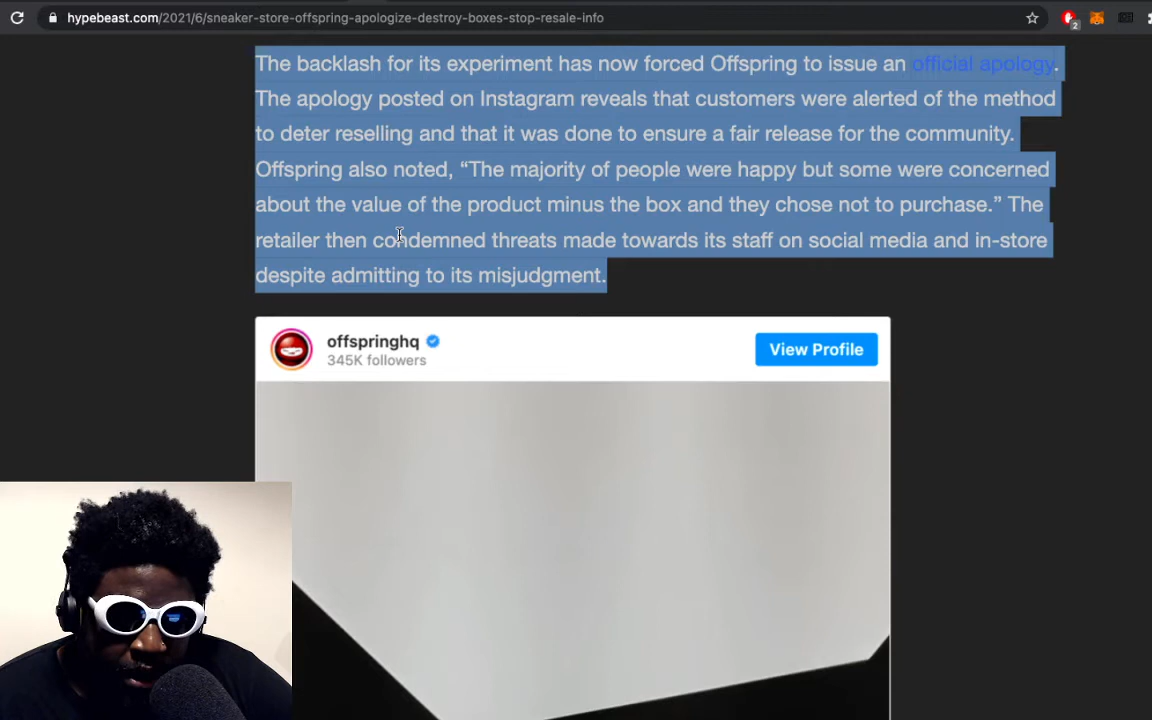 hypebeast.com/2021/6/sneaker-store-offspring-apologize-destroy-boxes-stop-resale-info
2
The backlash for its experiment has now forced Offspring to issue an official apology.
The apology posted on Instagram reveals that customers were alerted of the method
to deter reselling and that it was done to ensure a fair release for the community.
Offspring also noted, “The majority of people were happy but some were concerned
about the value of the product minus the box and they chose not to purchase.” The
retailer then condemned threats made towards its staff on social media and in-store
despite admitting to its misjudgment.
offspringhq
345K followers
View Profile